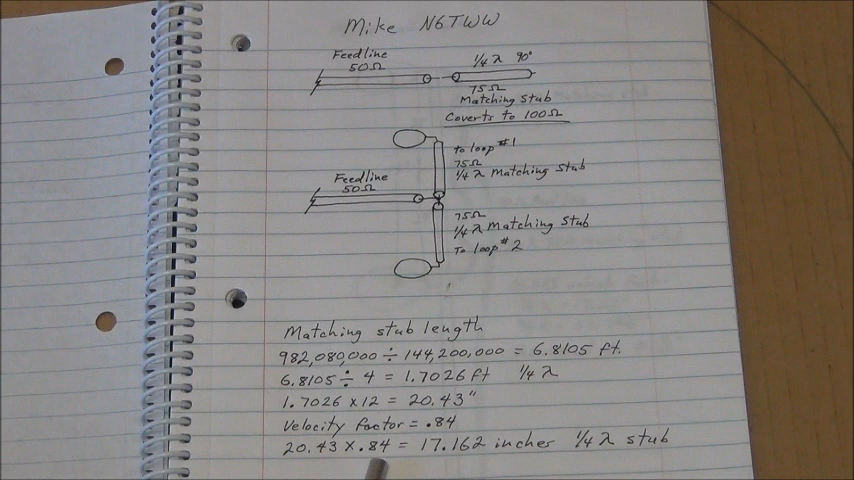 Mike N6TWW
Feedline
50Ω
1/4 λ 90°
75Ω
Matching Stub
Coverts to 100Ω
To loop #1
75Ω
1/4 λ Matching Stub
Feedline
50Ω
75Ω
1/4 λ Matching Stub
To loop #2
Matching stub length
982,080,000 ÷ 144,200,000 = 6.8105 ft.
6.8105 ÷ 4 = 1.7026 ft 1/4 λ
1.7026 x 12 = 20.43"
Velocity factor = .84
20.43 x .84 = 17.162 inches 1/4 λ stub